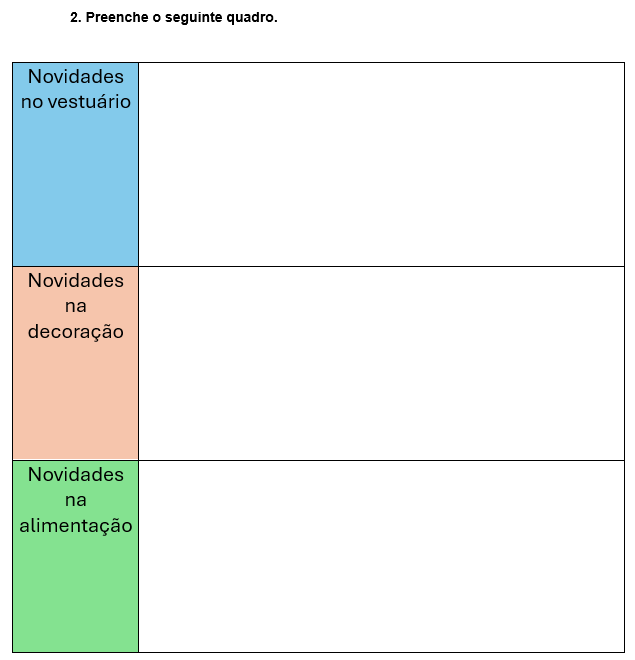 2. Preenche o seguinte quadro.
Novidades
no vestuário
Novidades
na
decoração
Novidades
na
alimentação